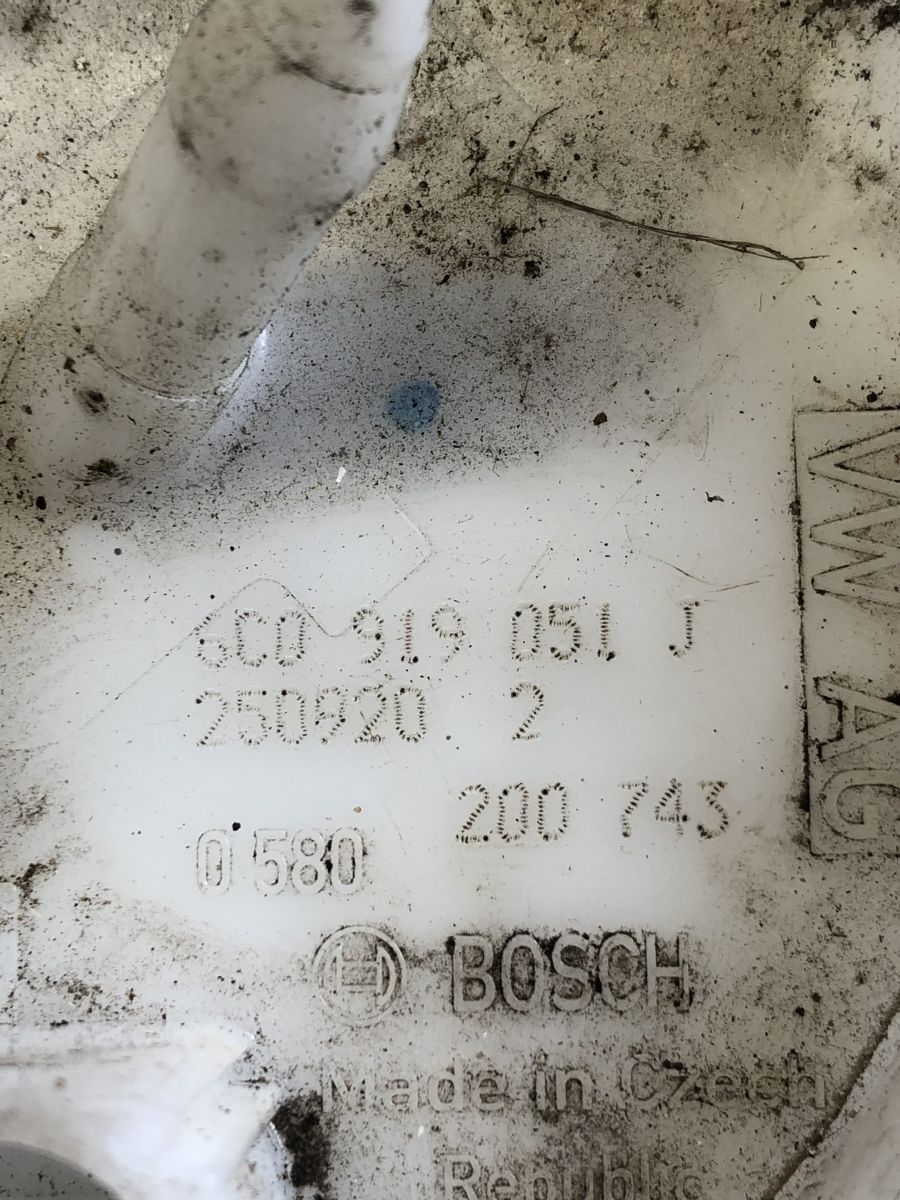 6C0 919 051 J
250920. 2
200 743
0 580
BOSCH
Made in Czech
Republic
VW AG